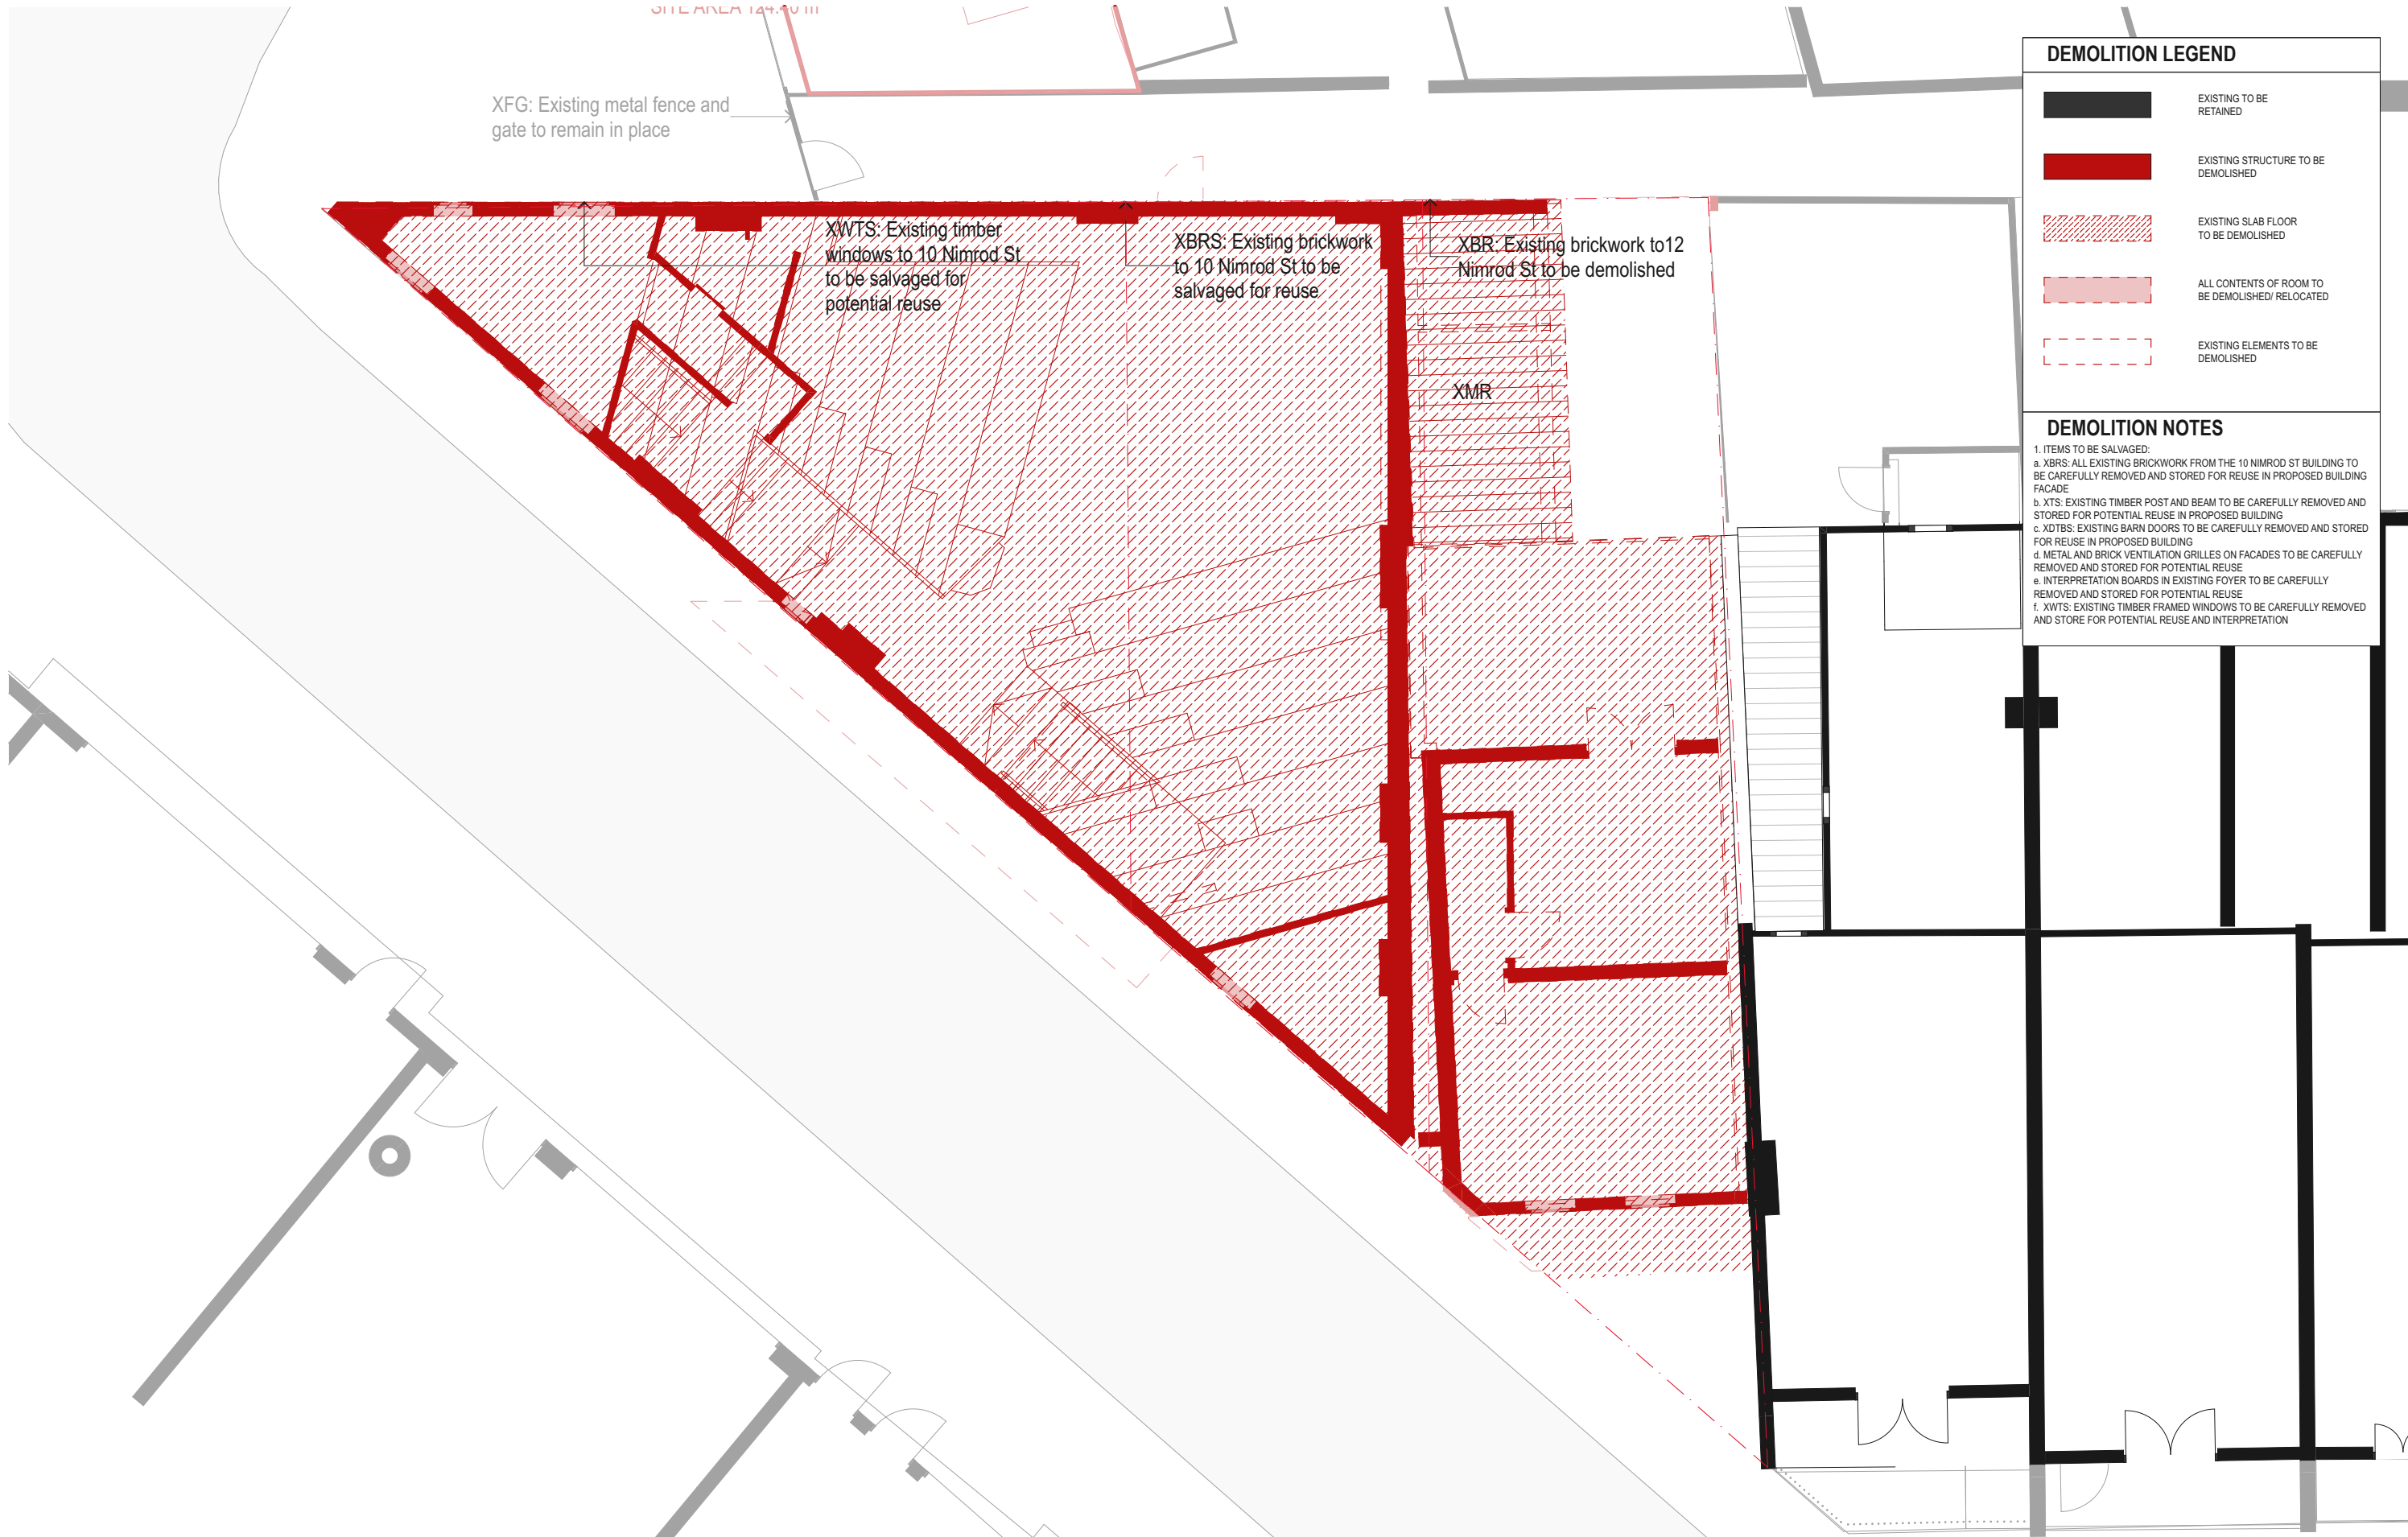 SITE AREA 124.40 m
XFG: Existing metal fence and
gate to remain in place
XWTS: Existing timber
windows to 10 Nimrod St
to be salvaged for
potential reuse
XBRS: Existing brickwork
to 10 Nimrod St to be
salvaged for reuse
XBR: Existing brickwork to12
Nimrod St to be demolished
XMR
DEMOLITION LEGEND
EXISTING TO BE
RETAINED
EXISTING STRUCTURE TO BE
DEMOLISHED
EXISTING SLAB FLOOR
TO BE DEMOLISHED
ALL CONTENTS OF ROOM TO
BE DEMOLISHED/ RELOCATED
EXISTING ELEMENTS TO BE
DEMOLISHED
DEMOLITION NOTES
1. ITEMS TO BE SALVAGED:
a. XBRS: ALL EXISTING BRICKWORK FROM THE 10 NIMROD ST BUILDING TO
BE CAREFULLY REMOVED AND STORED FOR REUSE IN PROPOSED BUILDING
FACADE
b. XTS: EXISTING TIMBER POST AND BEAM TO BE CAREFULLY REMOVED AND
STORED FOR POTENTIAL REUSE IN PROPOSED BUILDING
c. XDTBS: EXISTING BARN DOORS TO BE CAREFULLY REMOVED AND STORED
FOR REUSE IN PROPOSED BUILDING
d. METAL AND BRICK VENTILATION GRILLES ON FACADES TO BE CAREFULLY
REMOVED AND STORED FOR POTENTIAL REUSE
e. INTERPRETATION BOARDS IN EXISTING FOYER TO BE CAREFULLY
REMOVED AND STORED FOR POTENTIAL REUSE
f. XWTS: EXISTING TIMBER FRAMED WINDOWS TO BE CAREFULLY REMOVED
AND STORE FOR POTENTIAL REUSE AND INTERPRETATION